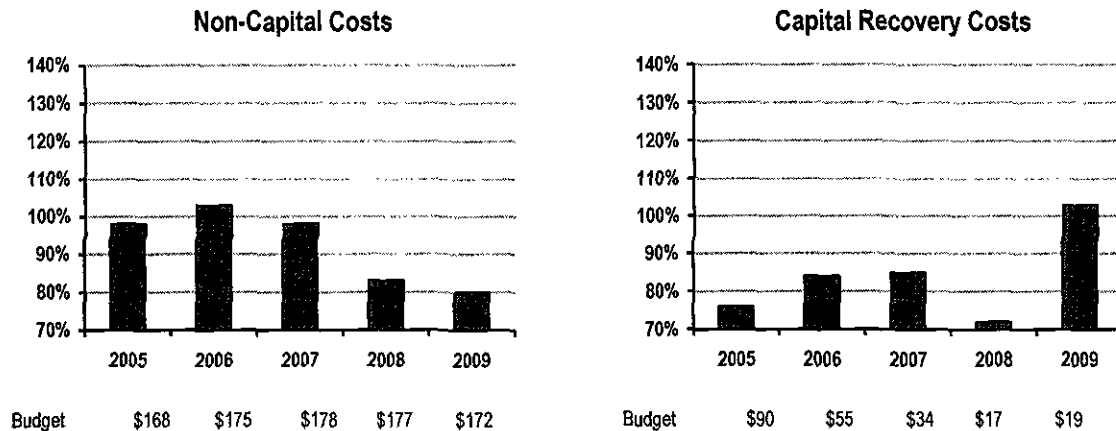 Non-Capital Costs
140%
130%
120%
110%
100%
90%
80%
70%
2005 2006 2007 2008 2009
Budget $168 $175 $178 $177 $172
Capital Recovery Costs
140%
130%
120%
110%
100%
90%
80%
70%
2005 2006 2007 2008 2009
Budget $90 $55 $34 $17 $19